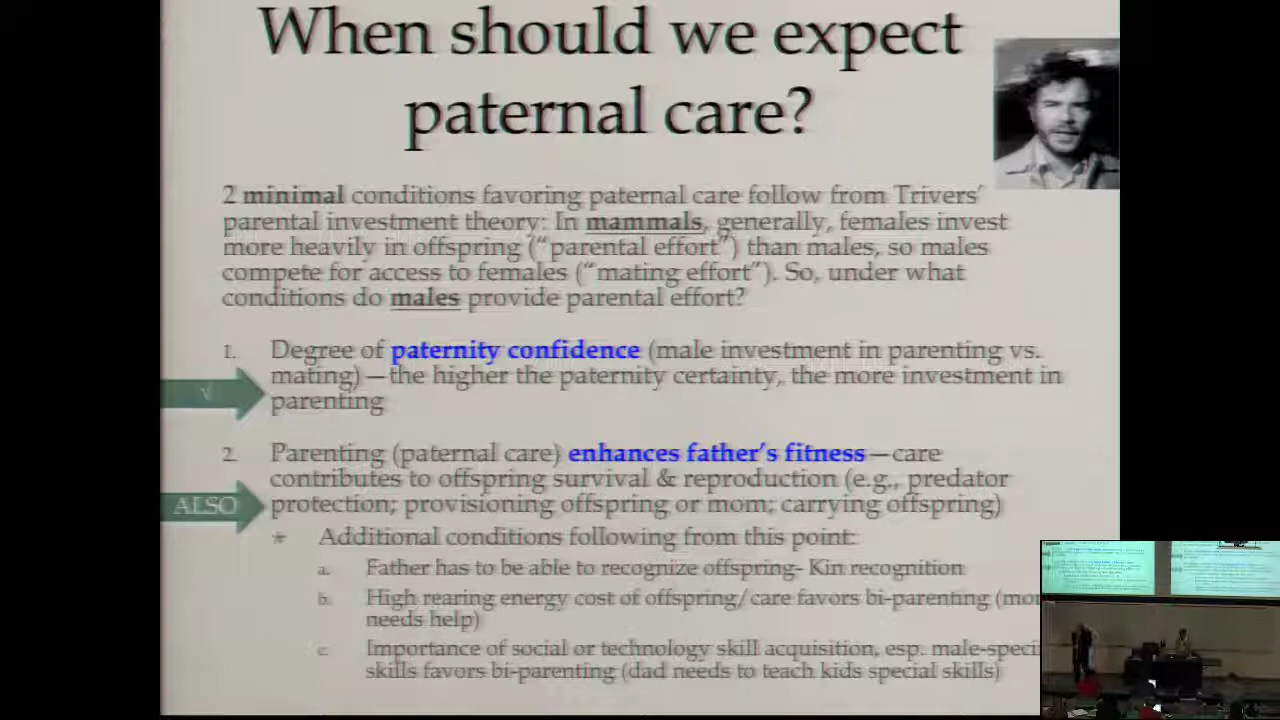 When should we expect
paternal care?
2 minimal conditions favoring paternal care follow from Trivers'
parental investment theory: In mammals, generally, females invest
more heavily in offspring ("parental effort") than males, so males
compete for access to females ("mating effort"). So, under what
conditions do males provide parental effort?
1. Degree of paternity confidence (male investment in parenting vs.
mating)—the higher the paternity certainty, the more investment in
√
parenting
2. Parenting (paternal care) enhances father's fitness—care
contributes to offspring survival & reproduction (e.g., predator
ALSO protection; provisioning offspring or mom; carrying offspring)
* Additional conditions following from this point:
a. Father has to be able to recognize offspring- Kin recognition
b. High rearing energy cost of offspring/care favors bi-parenting (mo
needs help)
c. Importance of social or technology skill acquisition, esp. male-speci
skills favors bi-parenting (dad needs to teach kids special skills)